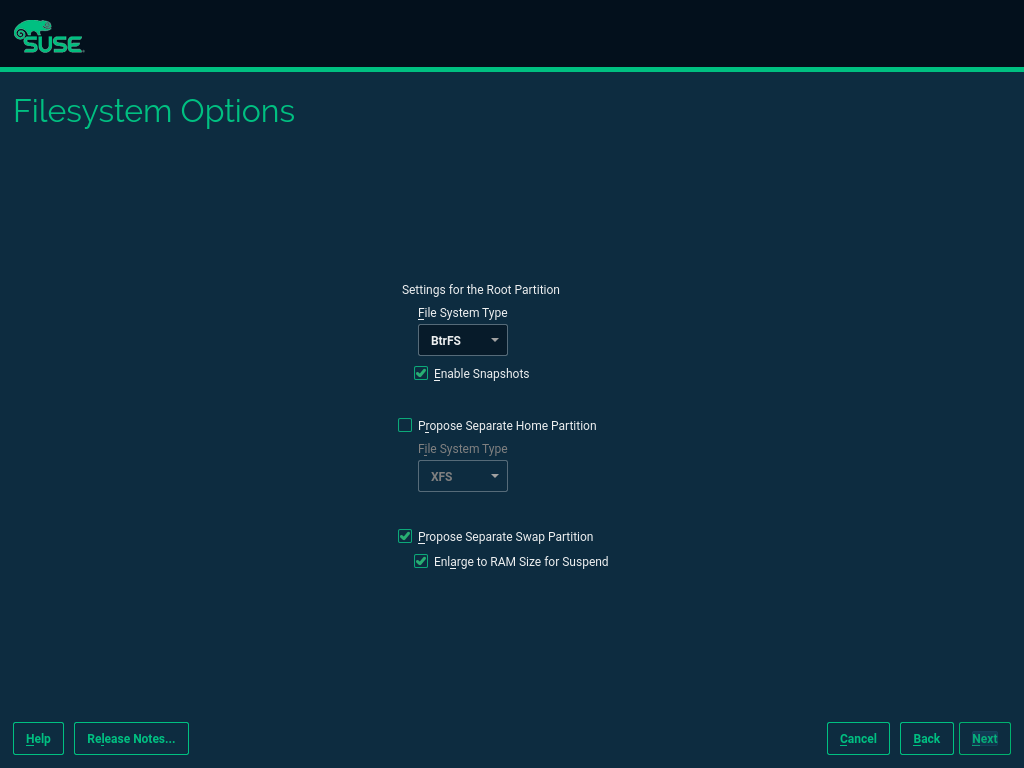 SUSE
Filesystem Options
Settings for the Root Partition
File System Type
BtrFS
Enable Snapshots
Propose Separate Home Partition
File System Type
XFS
Propose Separate Swap Partition
Enlarge to RAM Size for Suspend
Help Release Notes... Cancel Back Next